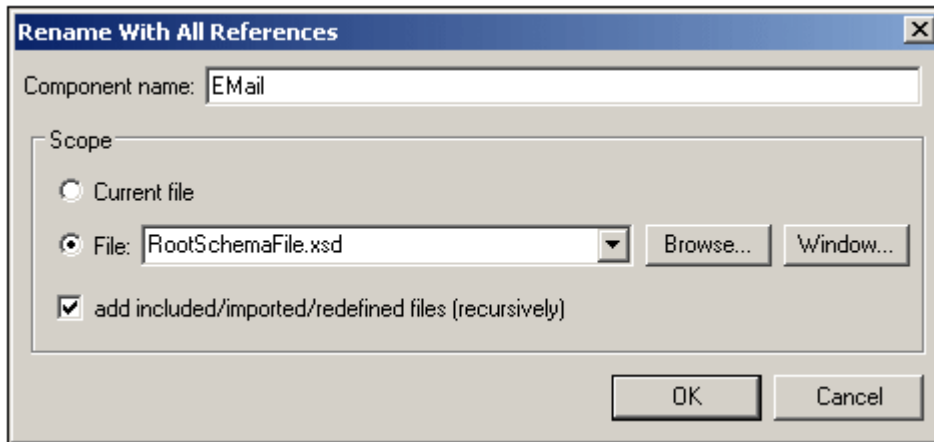 Rename With All References
Component name: EMail
Scope
Current file
File: RootSchemaFile.xsd Browse... Window...
add included/imported/redefined files (recursively)
OK Cancel